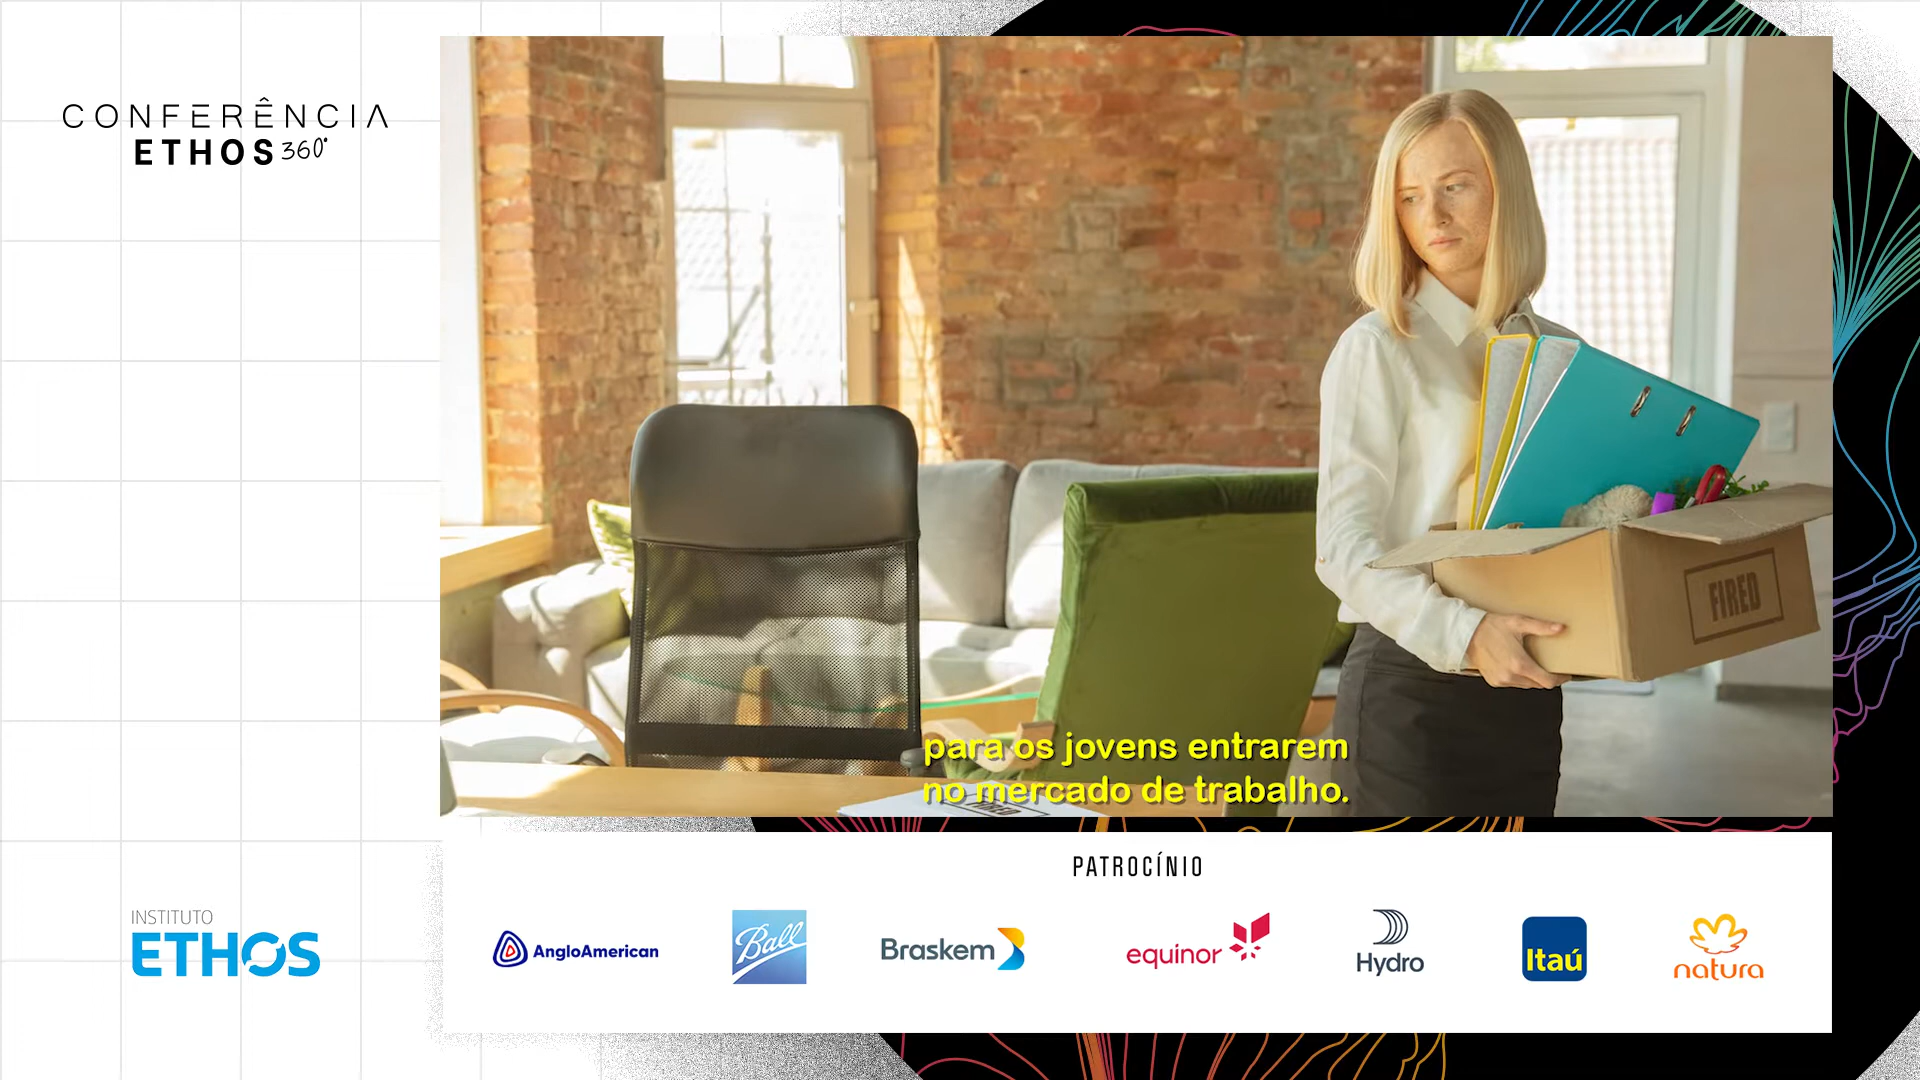 CONFERÊNCIA
ETHOS 360°
FIRED
para os jovens entrarem
no mercado de trabalho.
FIRED
PATROCÍNIO
INSTITUTO
ETHOS
AngloAmerican
Ball
Braskem
equinor
Hydro
Itaú
natura